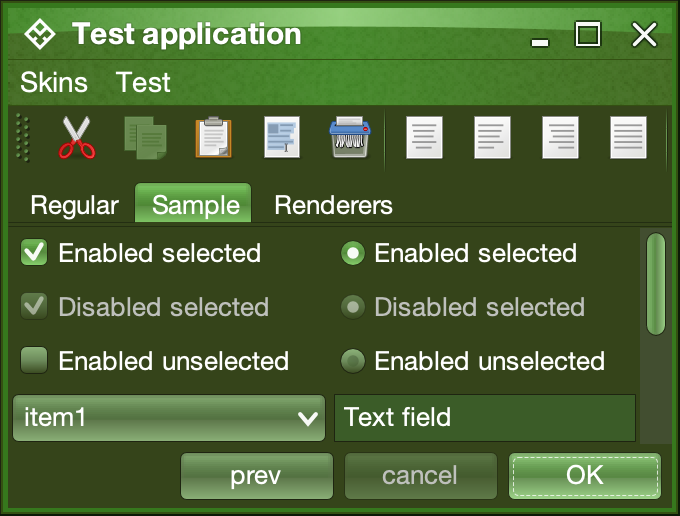 Test application
Skins Test
Regular Sample Renderers
Enabled selected Enabled selected
Disabled selected Disabled selected
Enabled unselected Enabled unselected
item1 Text field
prev cancel OK